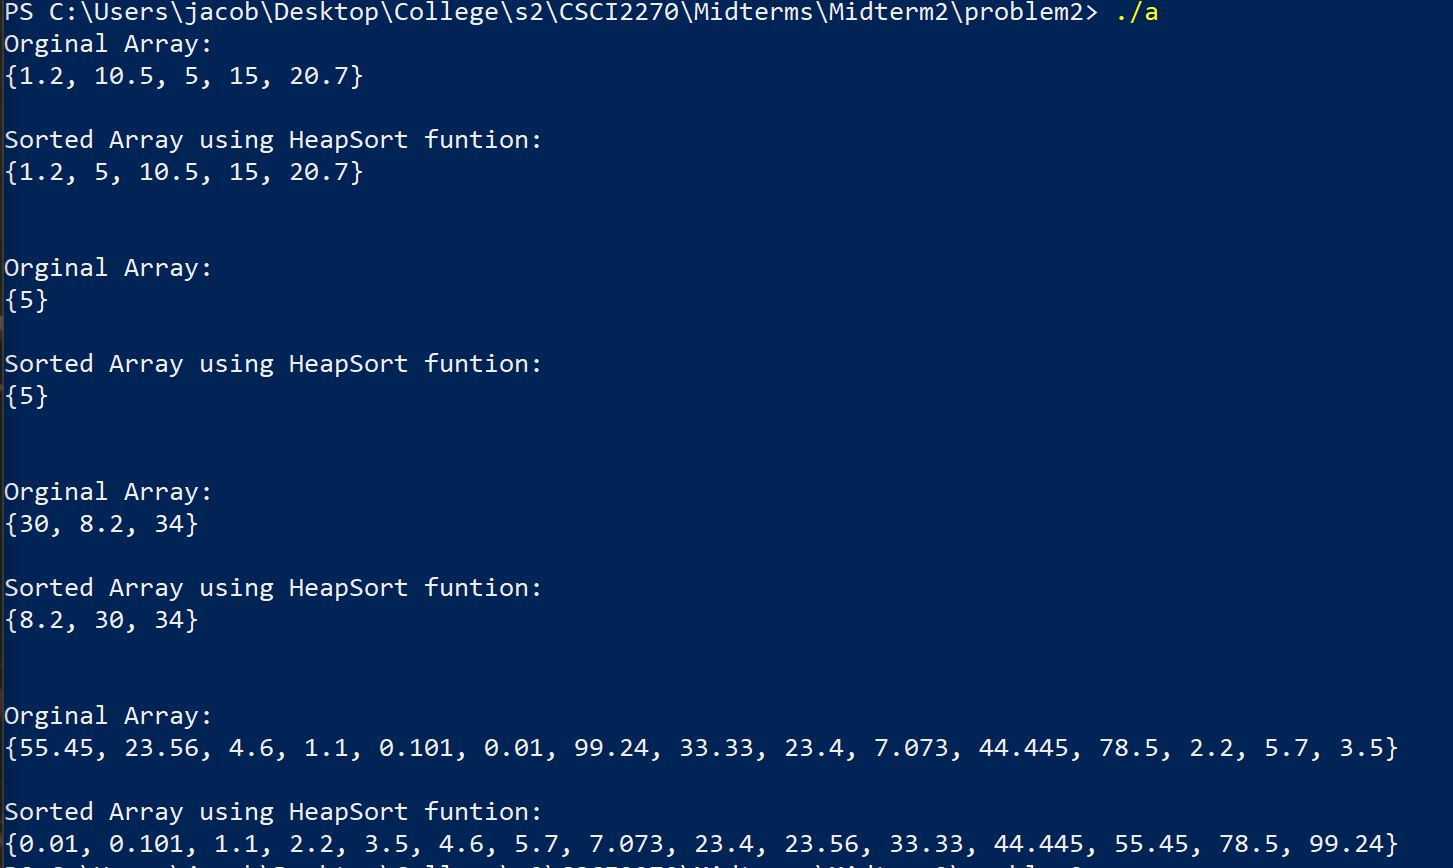 PS C:\Users\jacob\Desktop\College\s2\CSCI2270\Midterms\Midterm2\problem2> ./a
Orginal Array:
{1.2, 10.5, 5, 15, 20.7}
Sorted Array using HeapSort funtion:
{1.2, 5, 10.5, 15, 20.7}
Orginal Array:
{5}
Sorted Array using HeapSort funtion:
{5}
Orginal Array:
{30, 8.2, 34}
Sorted Array using HeapSort funtion:
{8.2, 30, 34}
Orginal Array:
{55.45, 23.56, 4.6, 1.1, 0.101, 0.01, 99.24, 33.33, 23.4, 7.073, 44.445, 78.5, 2.2, 5.7, 3.5}
Sorted Array using HeapSort funtion:
{0.01, 0.101, 1.1, 2.2, 3.5, 4.6, 5.7, 7.073, 23.4, 23.56, 33.33, 44.445, 55.45, 78.5, 99.24}